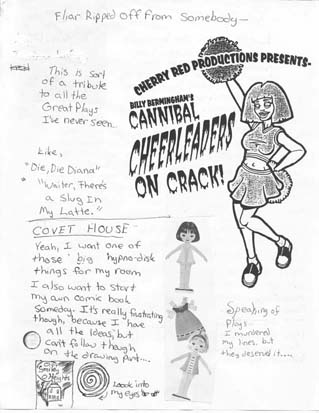 Fliar Ripped Off From Somebody—
This is sort
of a tribute
to all the
Great Plays
I've never seen..
Like,
"Die, Die Diana"
"Waiter, There's
a Slug In
My Latte."
CHERRY RED PRODUCTIONS PRESENTS-
BILLY BERMINGHAM'S
CANNIBAL
CHEERLEADERS
ON CRACK!
COVET HOUSE
Yeah, I want one of
those big hypno-disk
things for my room
I also want to start
my own comic book
Someday. It's really frustrating
though, because I have
all the ideas, but
Can't follow though
on the drawing part....
Look into
my Eyes
Speaking of
Plays...
I murdered
my lines, but
they deserved it.....